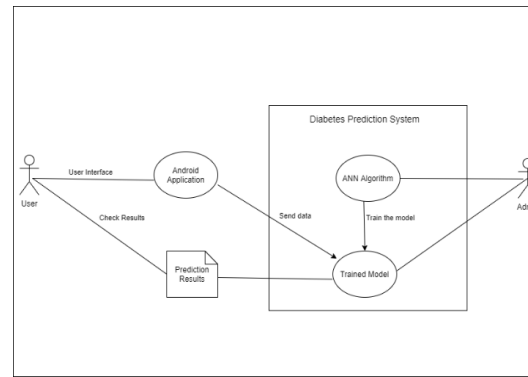 Diabetes Prediction System
User Interface
Android
Application
ANN Algorithm
User
Check Results
Send data
Train the model
Prediction
Results
Trained Model